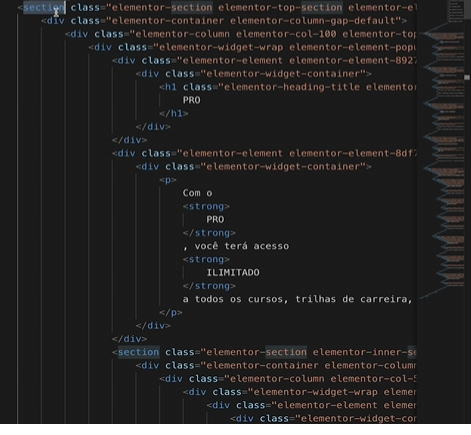 <section class="elementor-section elementor-top-section elementor-e
<div class="elementor-container elementor-column-gap-default">
<div class="elementor-column elementor-col-100 elementor-top-el
<div class="elementor-widget-wrap elementor-element-popu
<div class="elementor-element elementor-element-8927
<div class="elementor-widget-container">
<h1 class="elementor-heading-title elementor
PRO
</h1>
</div>
</div>
<div class="elementor-element elementor-element-8df7
<div class="elementor-widget-container">
<p>
Com o
<strong>
PRO
</strong>
, você terá acesso
<strong>
ILIMITADO
</strong>
a todos os cursos, trilhas de carreira,
</p>
</div>
</div>
<section class="elementor-section elementor-inner-se
<div class="elementor-container elementor-column
<div class="elementor-column elementor-col-5
<div class="elementor-widget-wrap elemen
<div class="elementor-element elemen
<div class="elementor-widget-con